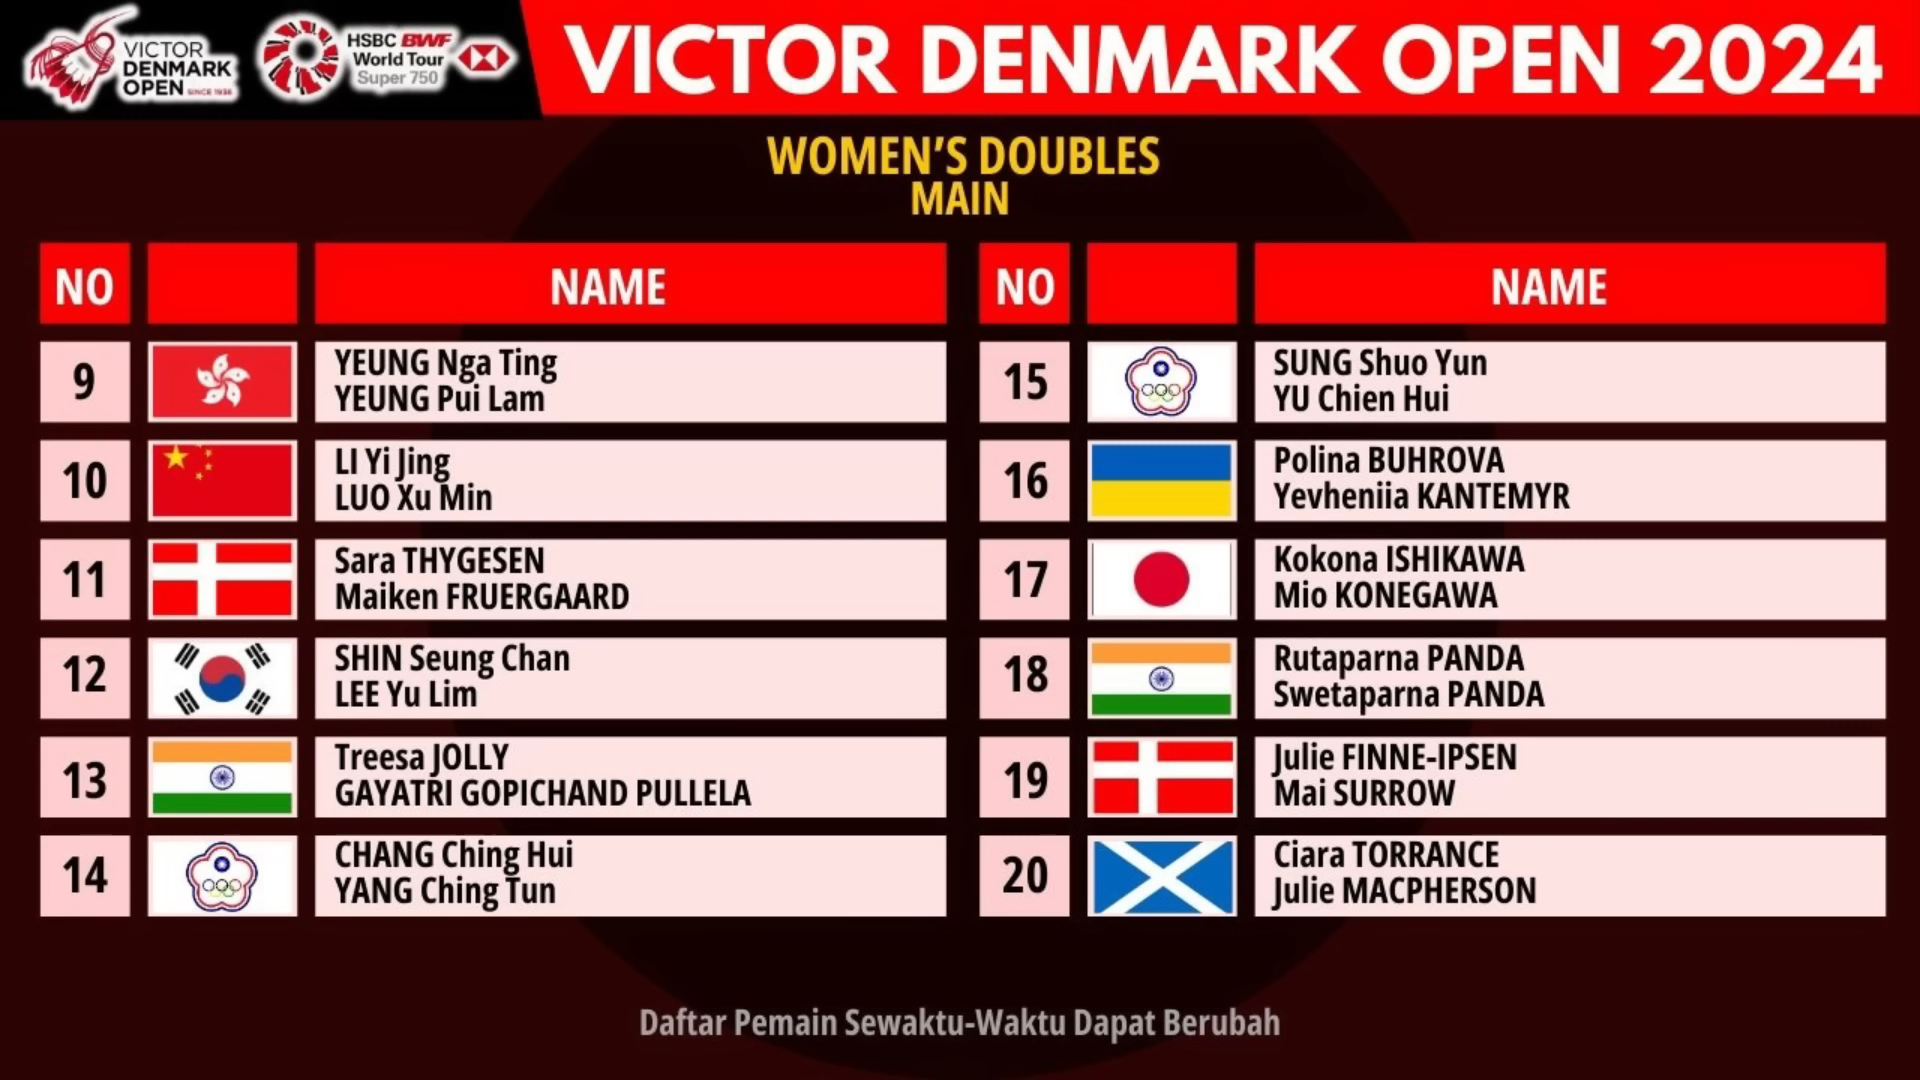 VICTOR
DENMARK
OPEN SINCE 1936
HSBC BWF
World Tour
Super 750
VICTOR DENMARK OPEN 2024
WOMEN'S DOUBLES
MAIN
NO NAME
9 YEUNG Nga Ting
YEUNG Pui Lam
10 LI Yi Jing
LUO Xu Min
11 Sara THYGESEN
Maiken FRUERGAARD
12 SHIN Seung Chan
LEE Yu Lim
13 Treesa JOLLY
GAYATRI GOPICHAND PULLELA
14 CHANG Ching Hui
YANG Ching Tun
NO NAME
15 SUNG Shuo Yun
YU Chien Hui
16 Polina BUHROVA
Yevheniia KANTEMYR
17 Kokona ISHIKAWA
Mio KONEGAWA
18 Rutaparna PANDA
Swetaparna PANDA
19 Julie FINNE-IPSEN
Mai SURROW
20 Ciara TORRANCE
Julie MACPHERSON
Daftar Pemain Sewaktu-Waktu Dapat Berubah